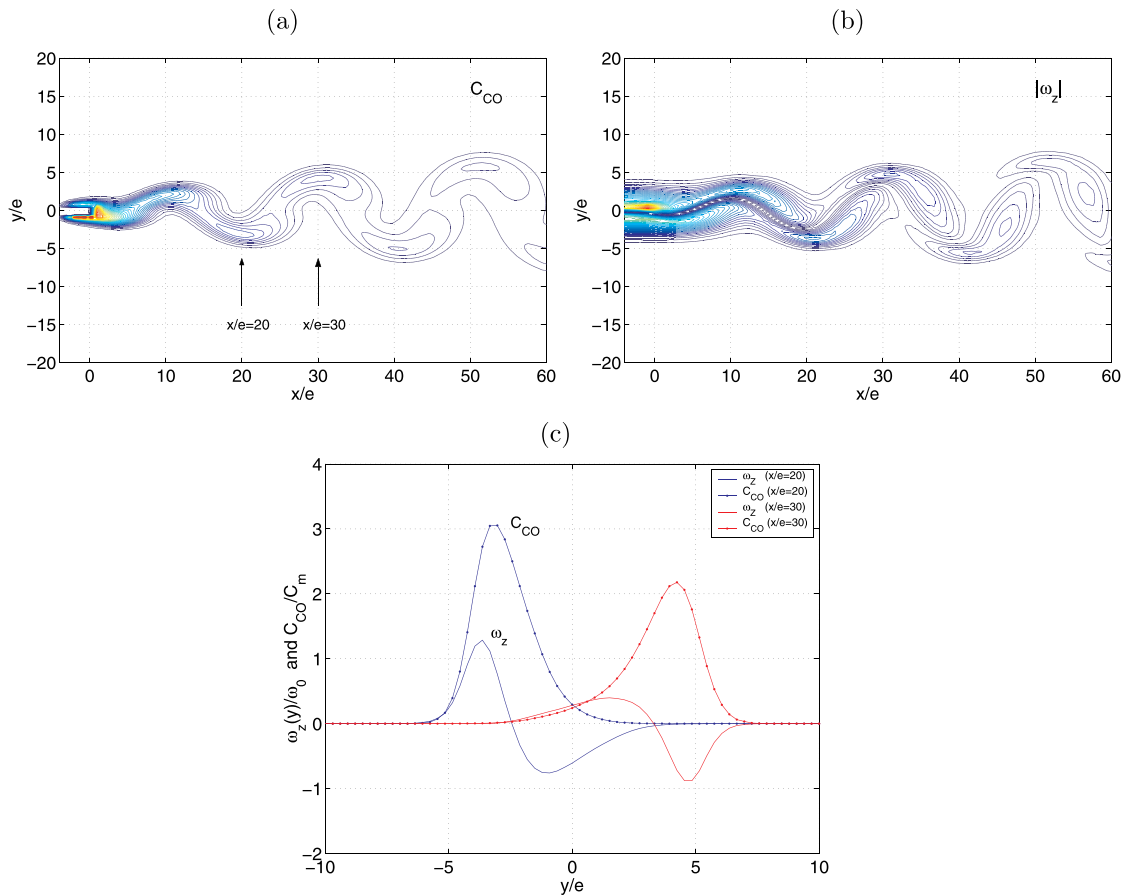 (a)
(b)
20
15
10
5
0
−5
−10
−15
−20
y/e
C_CO
x/e=20
x/e=30
0
10
20
30
40
50
60
x/e
20
15
10
5
0
−5
−10
−15
−20
y/e
|ω_z|
0
10
20
30
40
50
60
x/e
(c)
4
3
2
1
0
−1
−2
ω_z(y)/ω_0 and C_CO/C_m
C_CO
ω_z
ω_Z (x/e=20)
C_CO (x/e=20)
ω_Z (x/e=30)
C_CO (x/e=30)
−10
−5
0
5
10
y/e